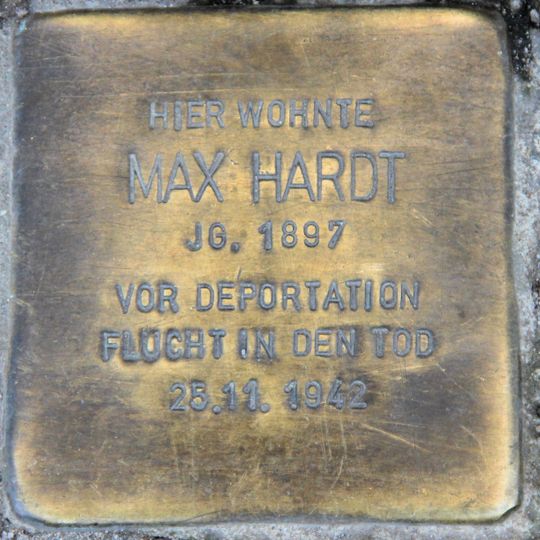 HIER WOHNTE
MAX HARDT
JG. 1897
VOR DEPORTATION
FLUCHT IN DEN TOD
25.11. 1942